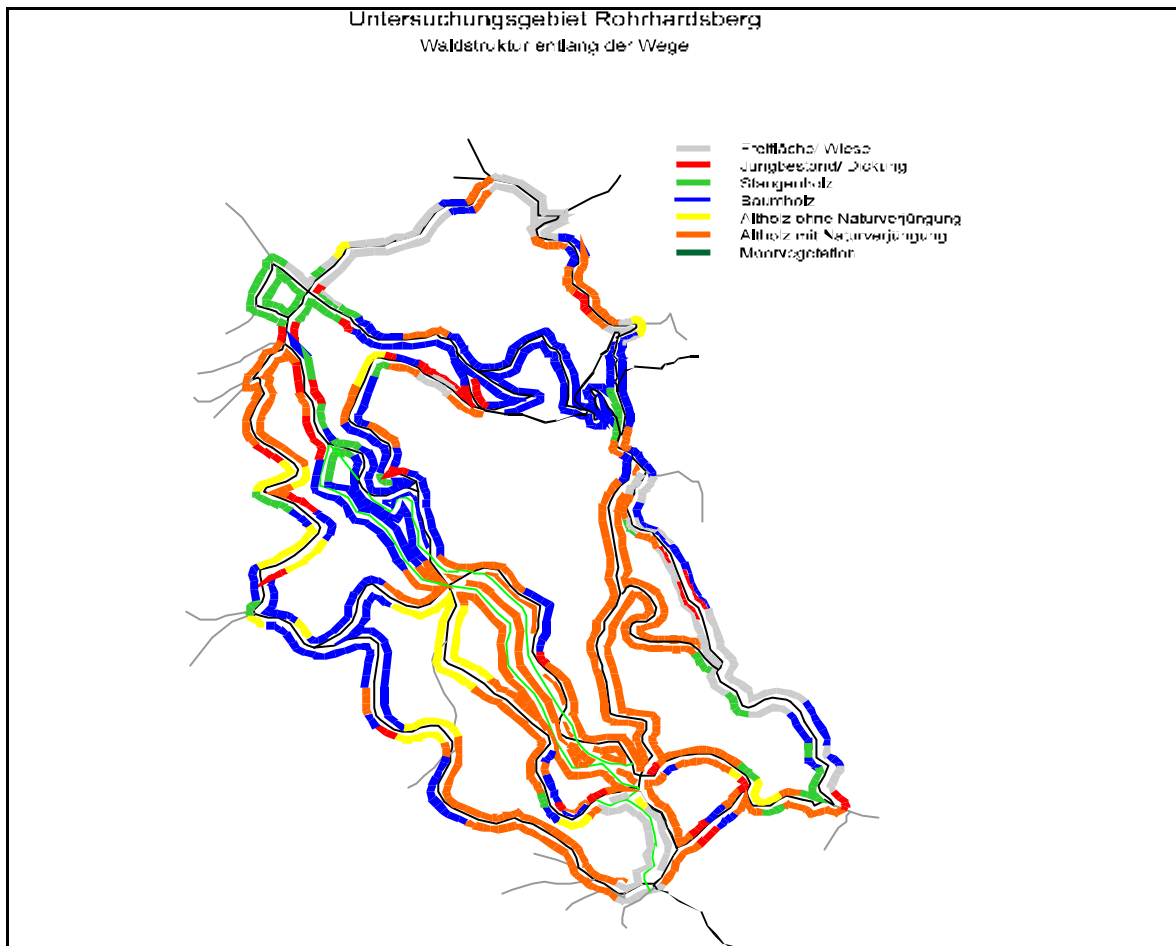 Untersuchungsgebiet Rohrhardsberg
Waldstruktur entlang der Wege
Freifläche/ Wiese
Jungbestand/ Dickung
Stangenholz
Baumholz
Altholz ohne Naturverjüngung
Altholz mit Naturverjüngung
Moorvegetation